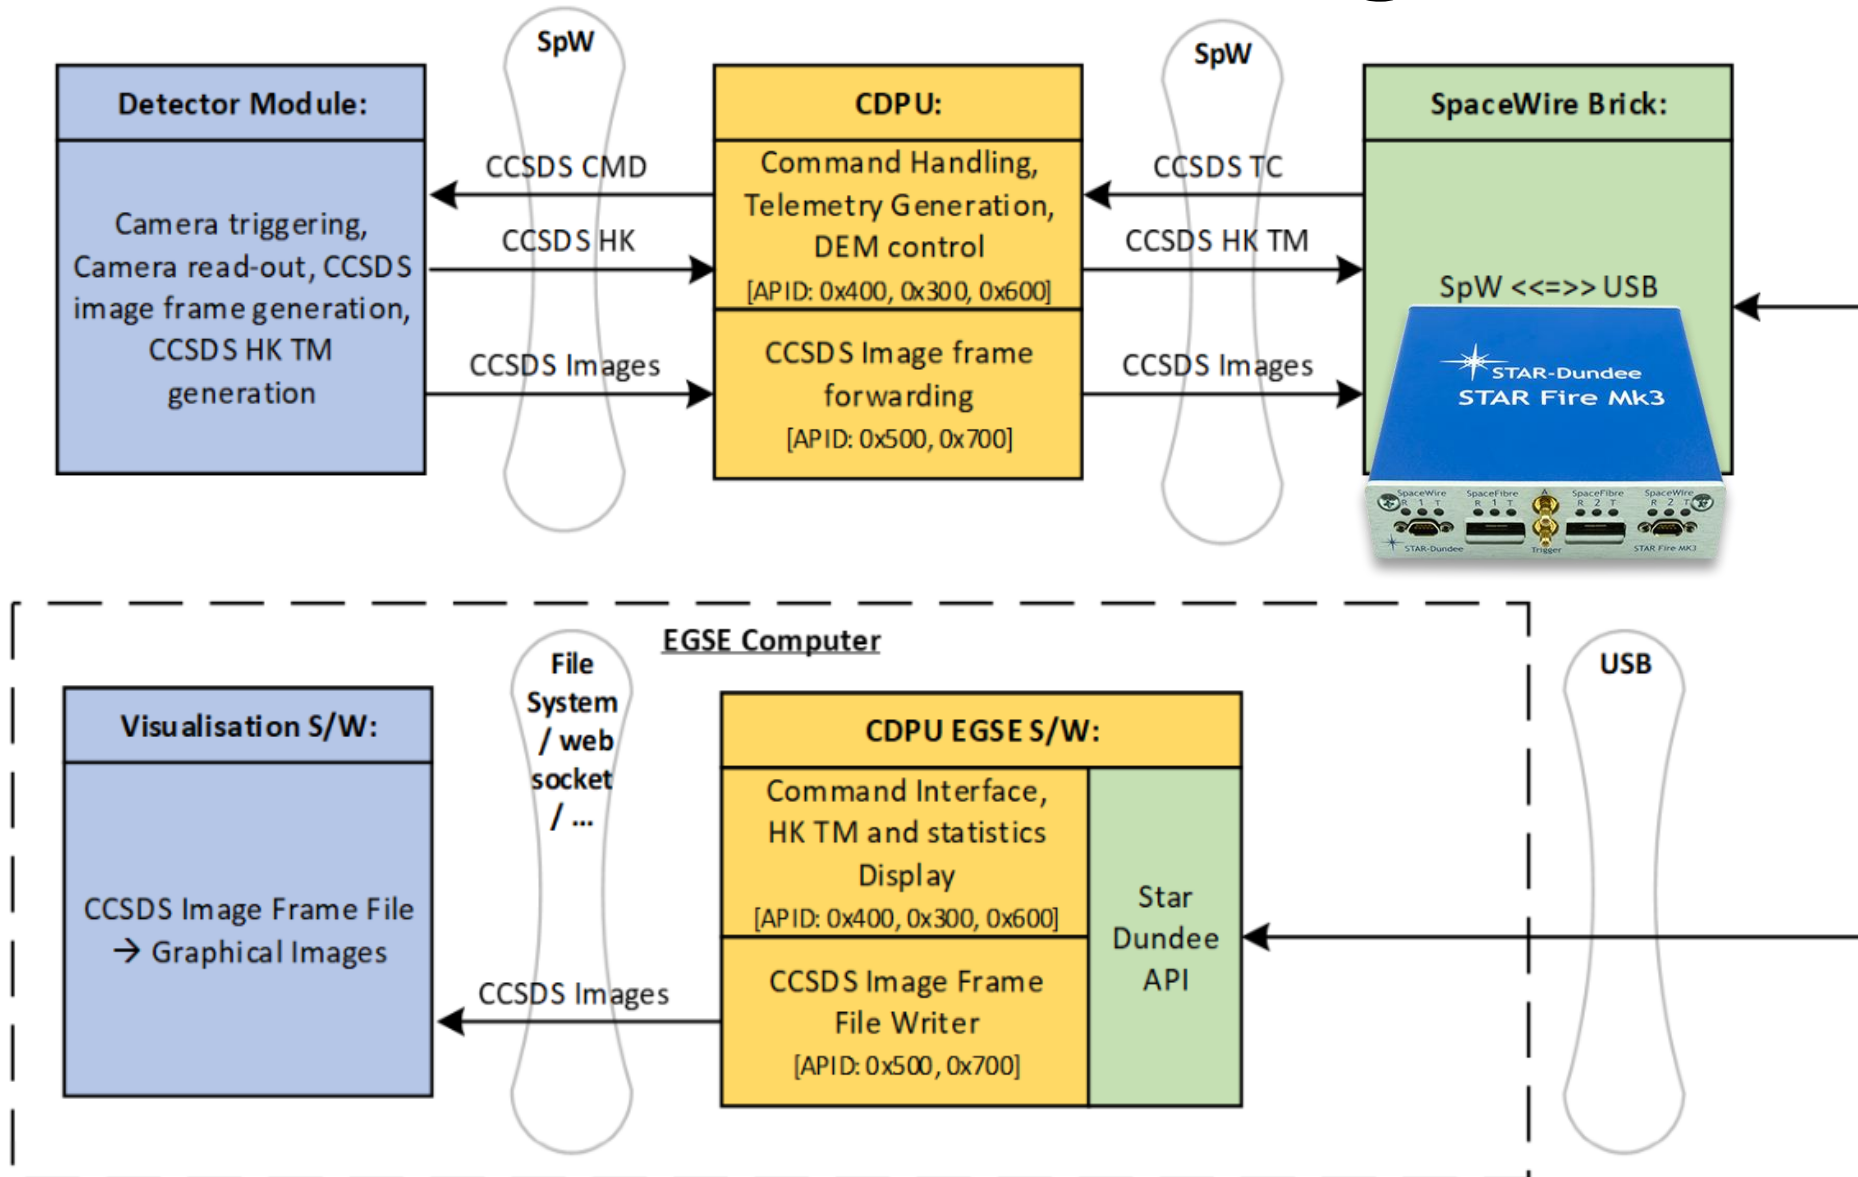 SpW
SpW
Detector Module:
CDPU:
SpaceWire Brick:
CCSDS CMD
CCSDS HK
CCSDS Images
Camera triggering,
Camera read-out, CCSDS
image frame generation,
CCSDS HK TM
generation
Command Handling,
Telemetry Generation,
DEM control
[APID: 0x400, 0x300, 0x600]
CCSDS Image frame
forwarding
[APID: 0x500, 0x700]
CCSDS TC
CCSDS HK TM
CCSDS Images
SpW <<=>> USB
STAR-Dundee
STAR Fire Mk3
SpaceWire
R 1 T
SpaceFibre
R 1 T
A
SpaceFibre
R 2 T
SpaceWire
R 2 T
STAR-Dundee
Trigger
STAR Fire MK3
EGSE Computer
File
System
/ web
socket
/ ...
USB
Visualisation S/W:
CDPU EGSE S/W:
CCSDS Image Frame File
→ Graphical Images
CCSDS Images
Command Interface,
HK TM and statistics
Display
[APID: 0x400, 0x300, 0x600]
CCSDS Image Frame
File Writer
[APID: 0x500, 0x700]
Star
Dundee
API